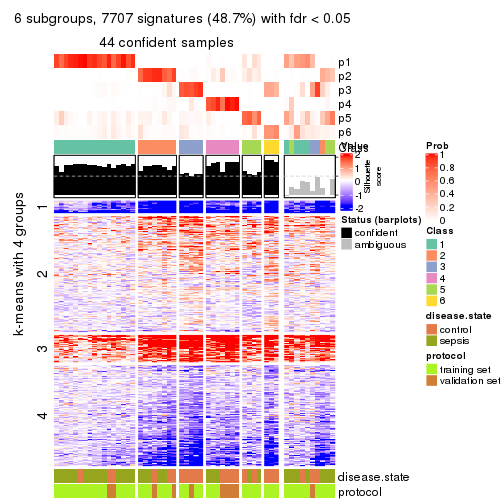 6 subgroups, 7707 signatures (48.7%) with fdr < 0.05
44 confident samples
p1
p2
p3
p4
p5
p6
Class
Value
2
1
0
-1
-2
Silhouette
score
k-means with 4 groups
1
2
3
4
Status (barplots)
confident
ambiguous
Prob
1
0.8
0.6
0.4
0.2
0
Class
1
2
3
4
5
6
disease.state
control
sepsis
protocol
training set
validation set
disease.state
protocol